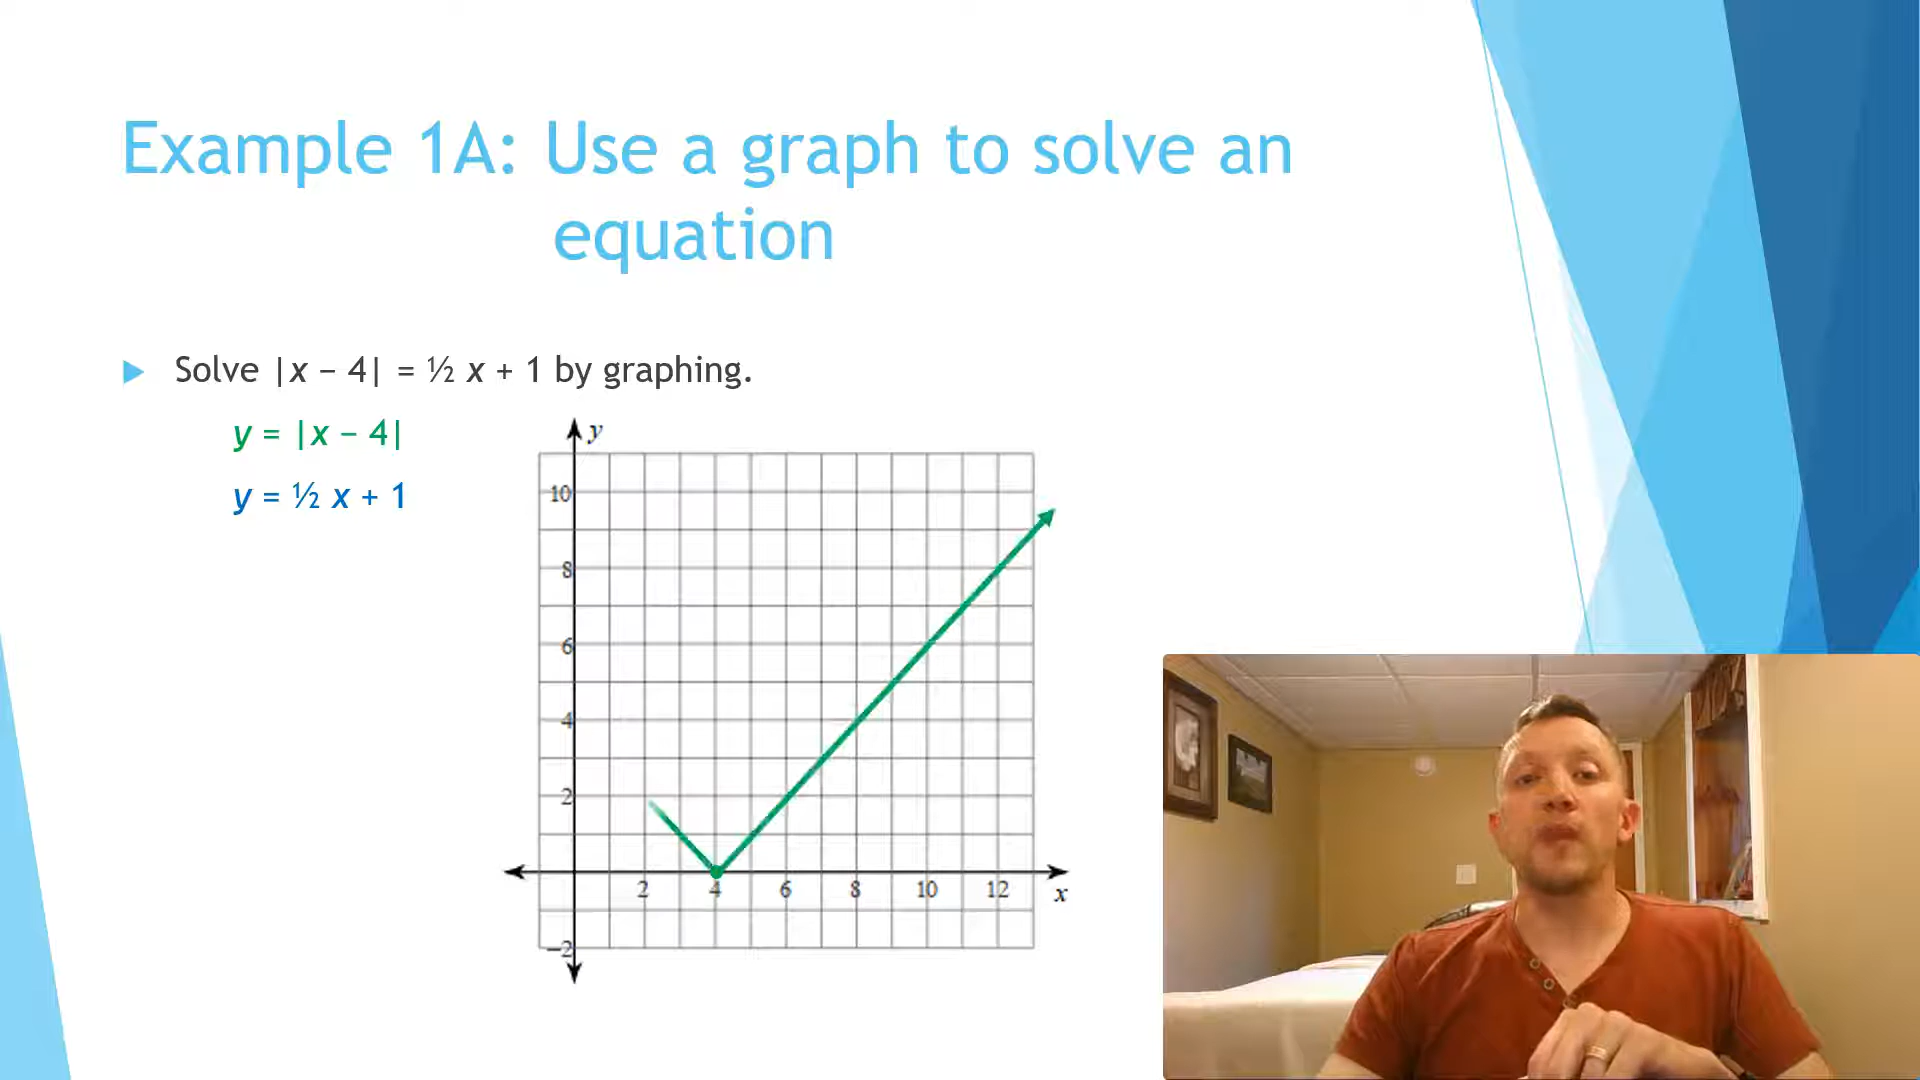 Example 1A: Use a graph to solve an
equation
Solve |x − 4| = ½ x + 1 by graphing.
y = |x − 4|
y = ½ x + 1
y
10
8
6
4
2
2 4 6 8 10 12
x
−2